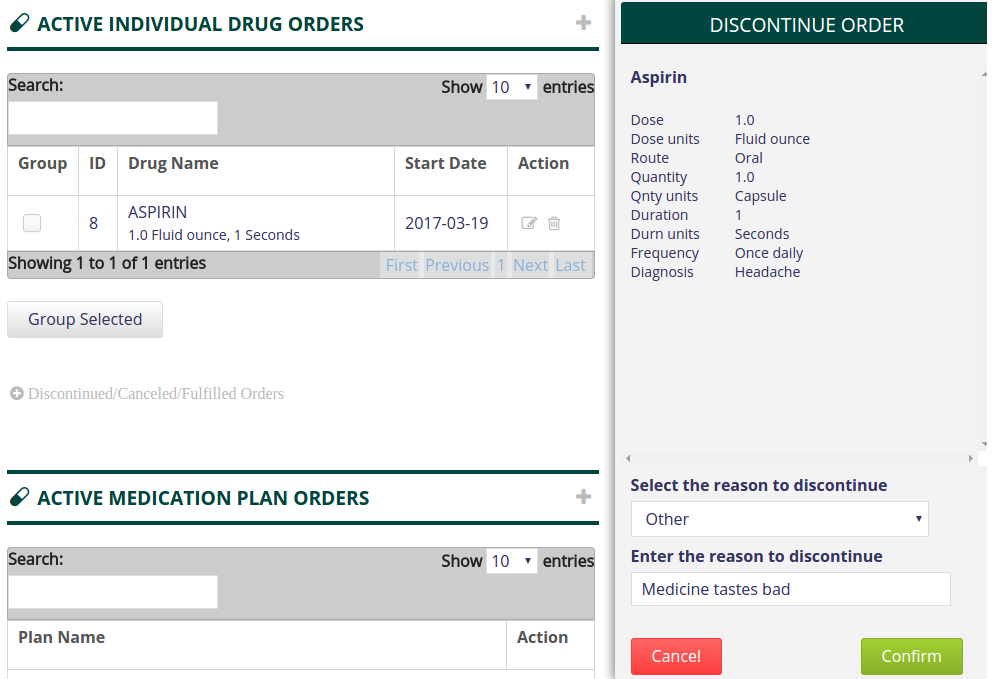 ACTIVE INDIVIDUAL DRUG ORDERS
Search:
Show 10 entries
Group ID Drug Name Start Date Action
8 ASPIRIN 2017-03-19
1.0 Fluid ounce, 1 Seconds
Showing 1 to 1 of 1 entries
First Previous 1 Next Last
Group Selected
Discontinued/Canceled/Fulfilled Orders
ACTIVE MEDICATION PLAN ORDERS
Search:
Show 10 entries
Plan Name Action
DISCONTINUE ORDER
Aspirin
Dose 1.0
Dose units Fluid ounce
Route Oral
Quantity 1.0
Qnty units Capsule
Duration 1
Durn units Seconds
Frequency Once daily
Diagnosis Headache
Select the reason to discontinue
Other
Enter the reason to discontinue
Medicine tastes bad
Cancel Confirm